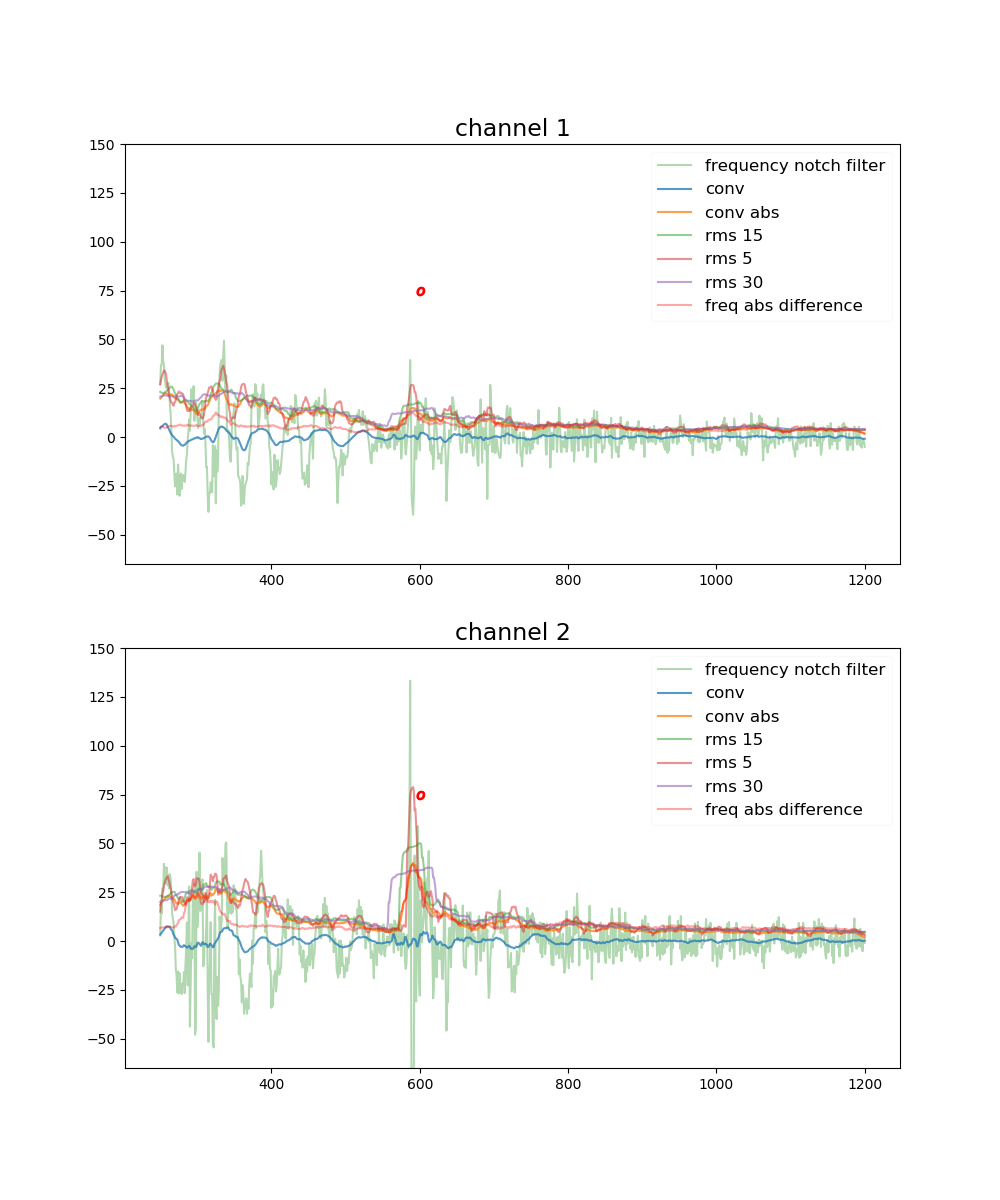 channel 1
150
125
100
75
50
25
0
−25
−50
400 600 800 1000 1200
frequency notch filter
conv
conv abs
rms 15
rms 5
rms 30
freq abs difference
o
channel 2
150
125
100
75
50
25
0
−25
−50
400 600 800 1000 1200
frequency notch filter
conv
conv abs
rms 15
rms 5
rms 30
freq abs difference
o